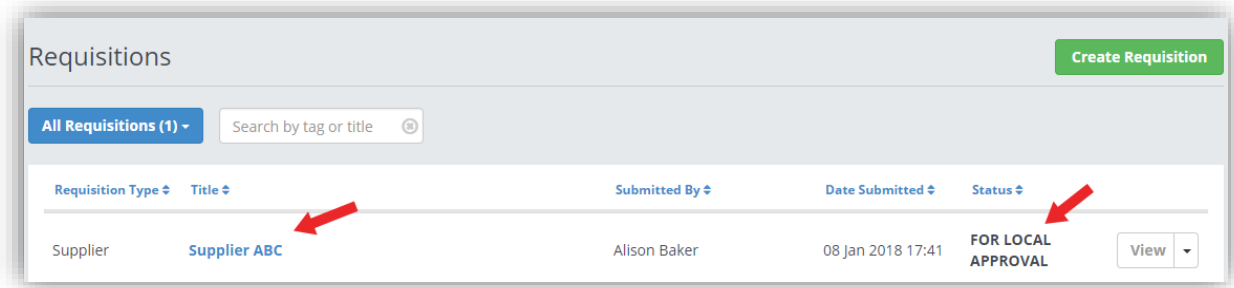 Requisitions
Create Requisition
All Requisitions (1)
Search by tag or title
Requisition Type Title Submitted By Date Submitted Status
Supplier Supplier ABC Alison Baker 08 Jan 2018 17:41 FOR LOCAL APPROVAL View